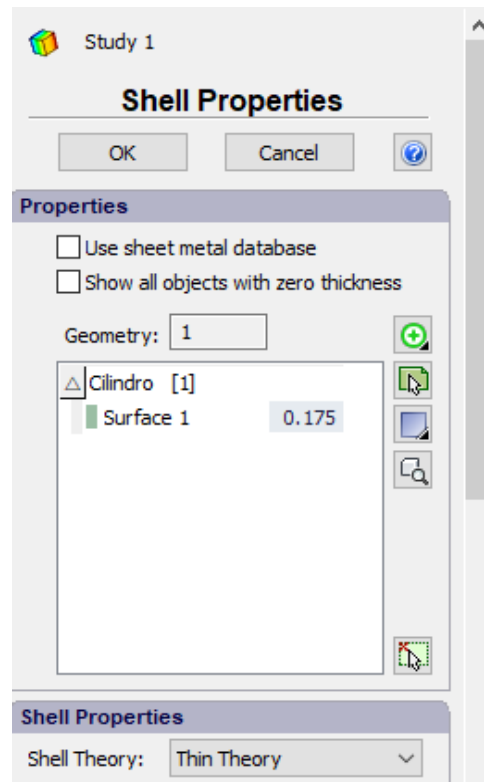 Study 1
Shell Properties
OK Cancel
Properties
Use sheet metal database
Show all objects with zero thickness
Geometry: 1
Cilindro [1]
Surface 1 0.175
Shell Properties
Shell Theory: Thin Theory